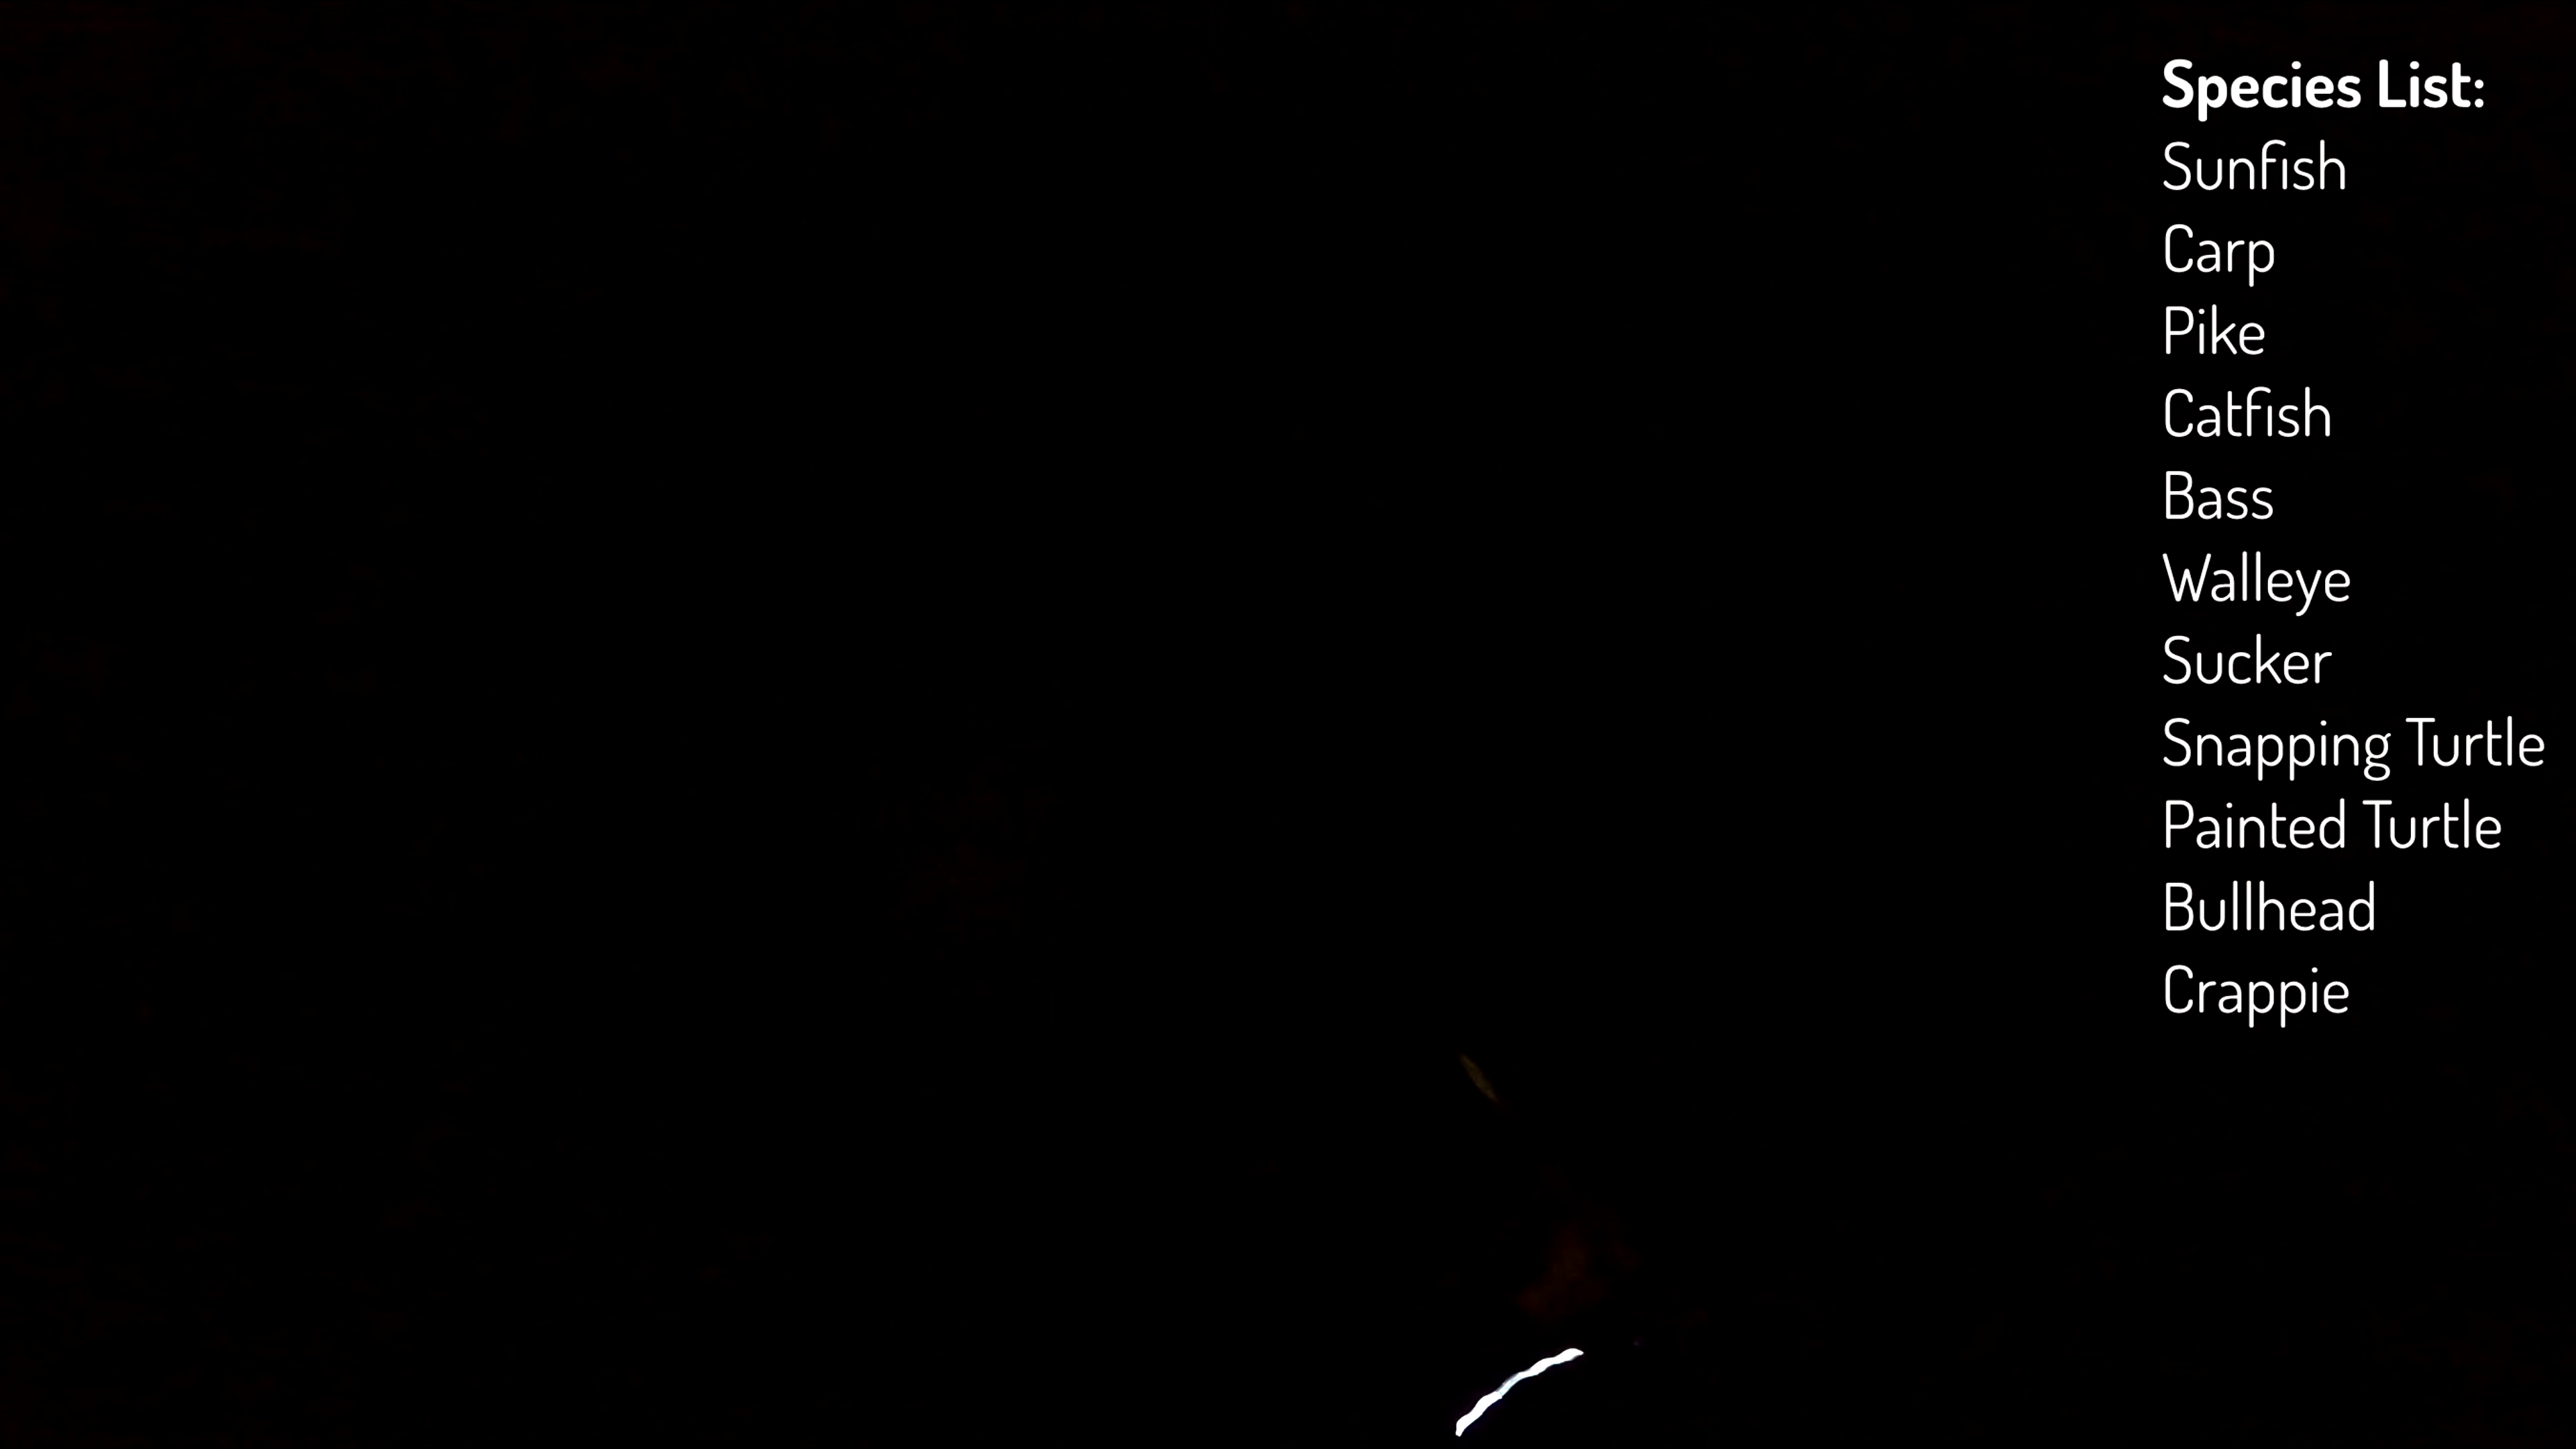 Species List:
Sunfish
Carp
Pike
Catfish
Bass
Walleye
Sucker
Snapping Turtle
Painted Turtle
Bullhead
Crappie